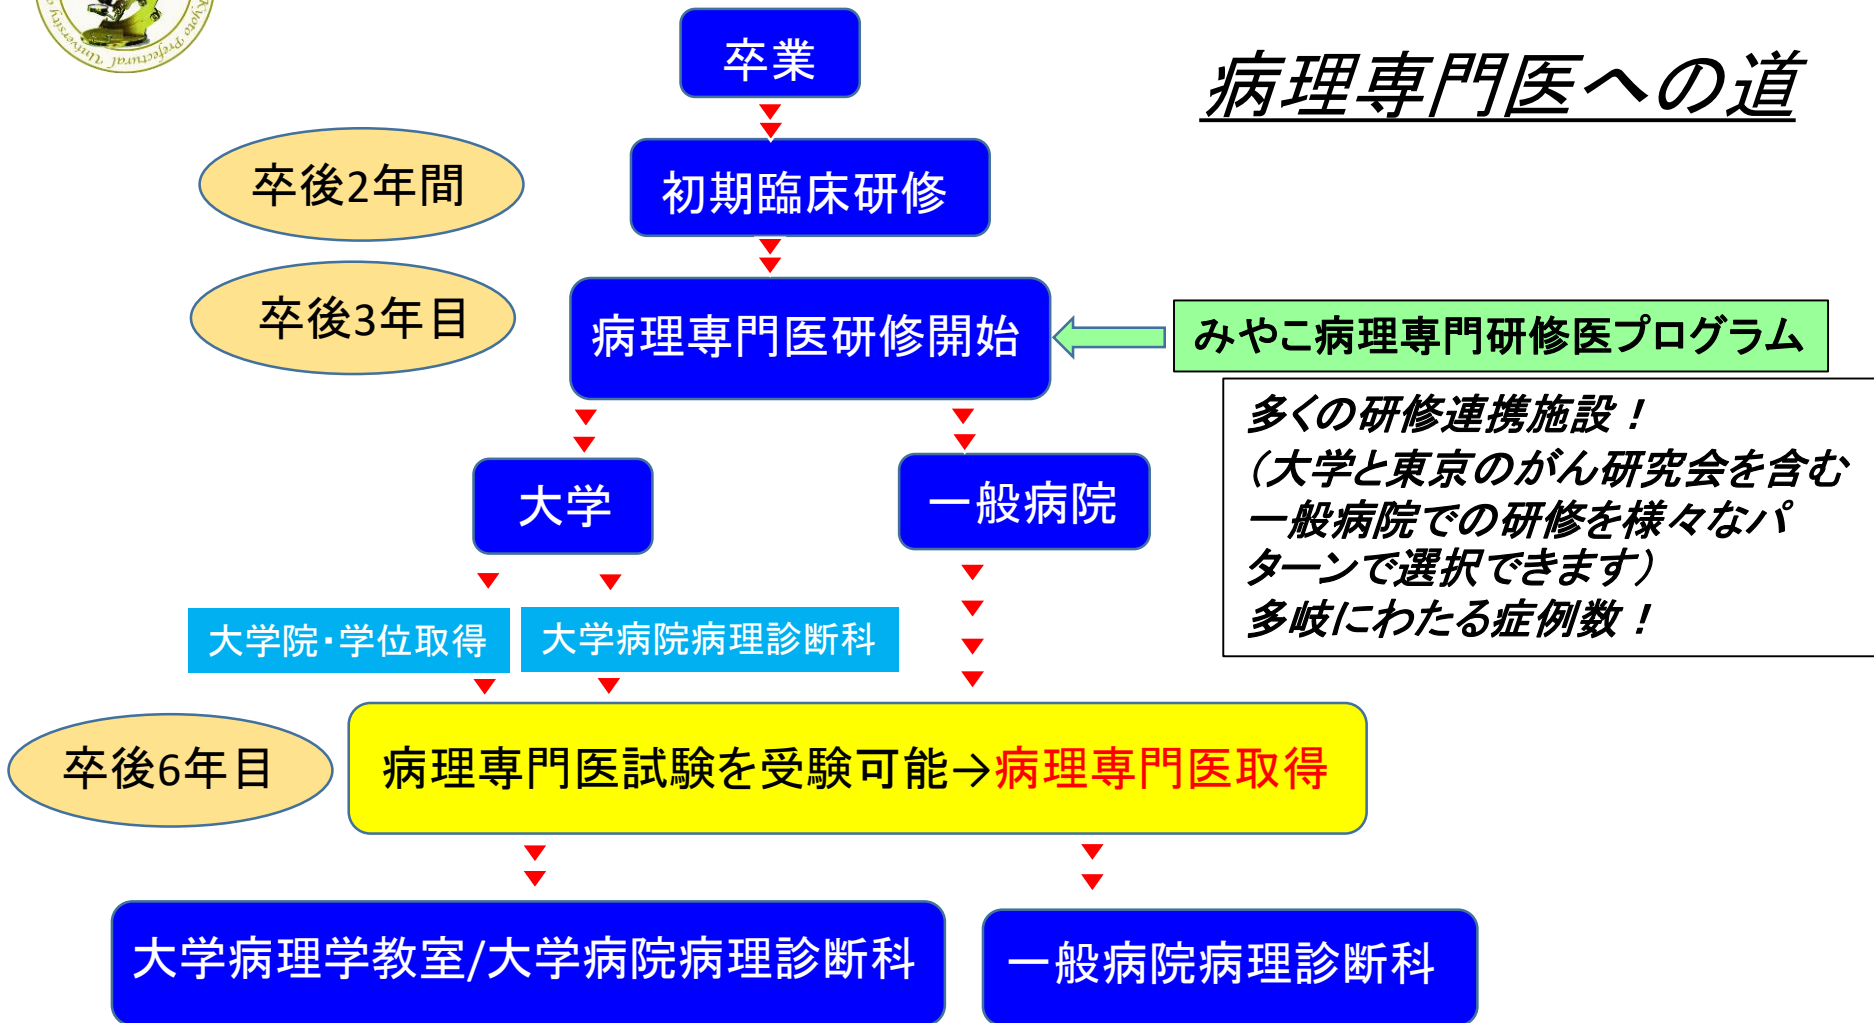 Kyoto Prefectural University o
卒業
病理専門医への道
卒後2年間
初期臨床研修
卒後3年目
病理専門医研修開始
みやこ病理専門研修医プログラム
多くの研修連携施設！
（大学と東京のがん研究会を含む
一般病院での研修を様々なパ
ターンで選択できます）
多岐にわたる症例数！
大学
一般病院
大学院・学位取得
大学病院病理診断科
卒後6年目
病理専門医試験を受験可能→病理専門医取得
大学病理学教室/大学病院病理診断科
一般病院病理診断科